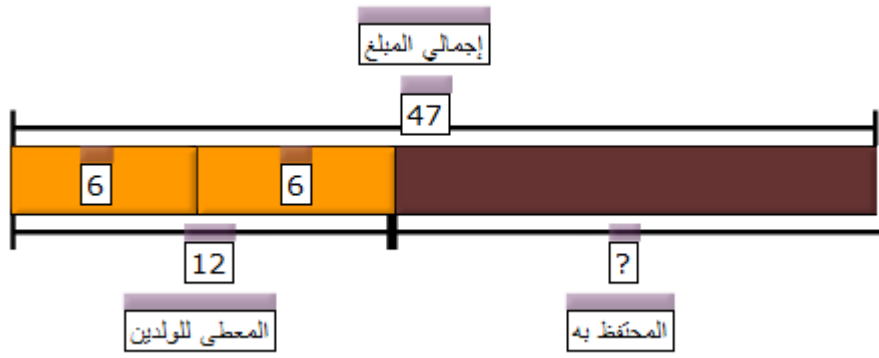 إجمالي المبلغ
47
6
6
12
?
المعطى للولدين
المحتفظ به